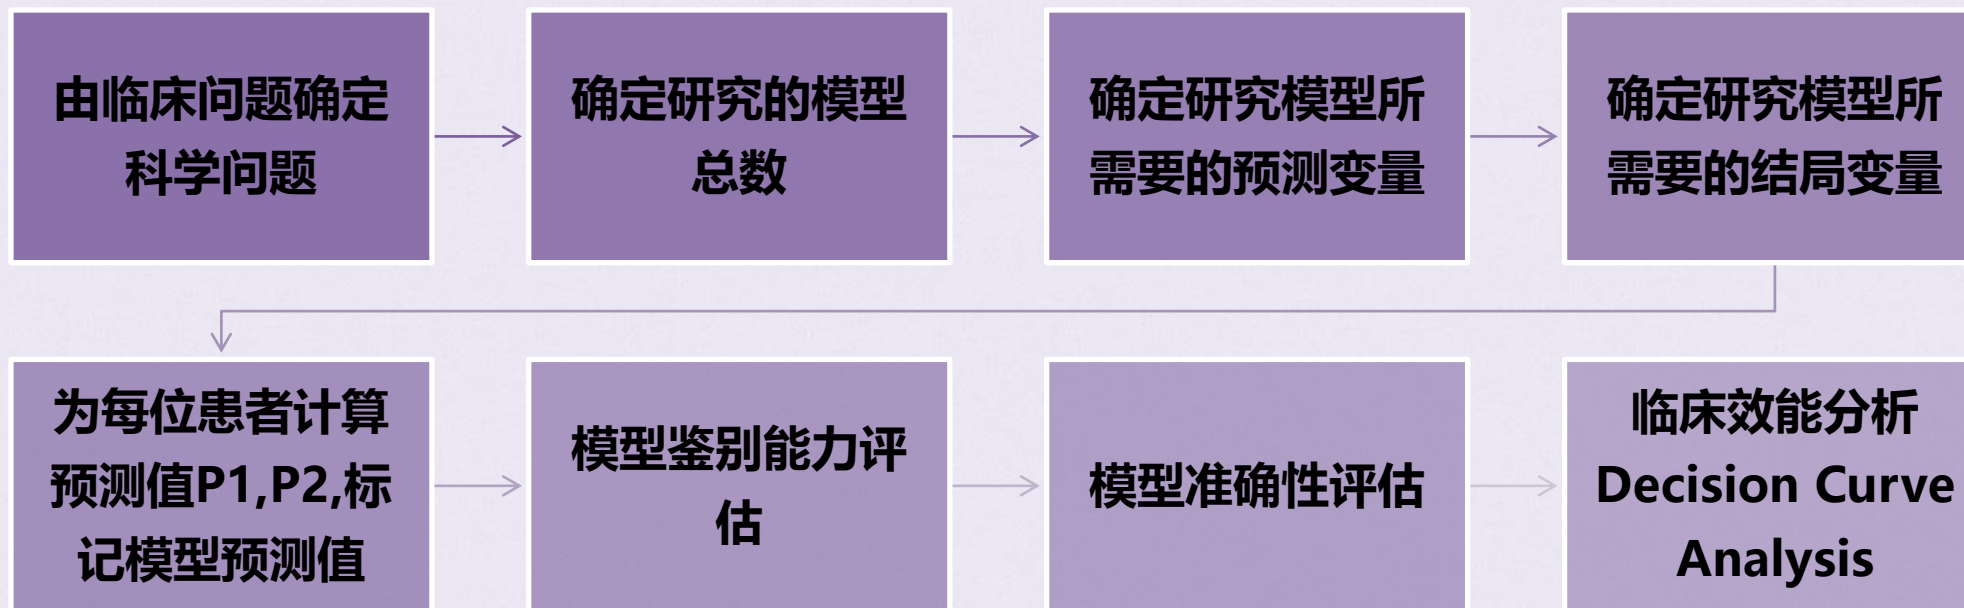 由临床问题确定
科学问题
确定研究的模型
总数
确定研究模型所
需要的预测变量
确定研究模型所
需要的结局变量
为每位患者计算
预测值P1,P2,标
记模型预测值
模型鉴别能力评
估
模型准确性评估
临床效能分析
Decision Curve
Analysis